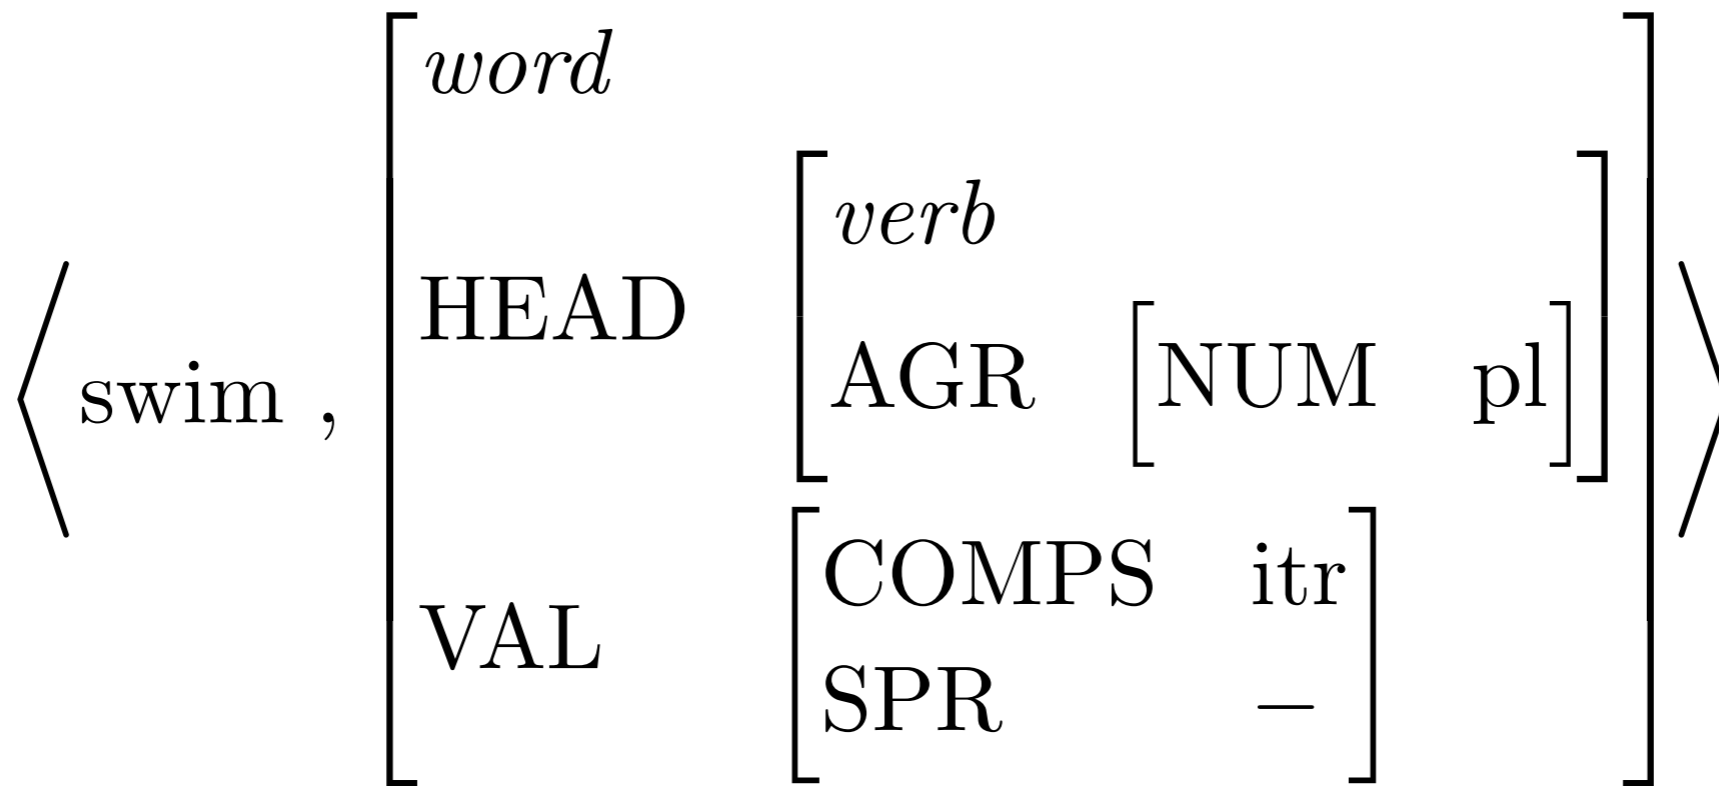 word
verb
HEAD
AGR [NUM pl]
⟨swim ,
COMPS itr
VAL
SPR −